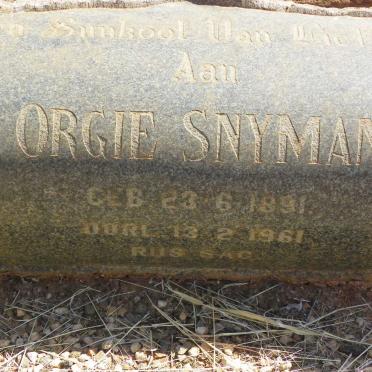 Aan
ORGIE SNYMAN
GEB 23·6·1891.
OORL. 13·2·1961.
RUS SAG